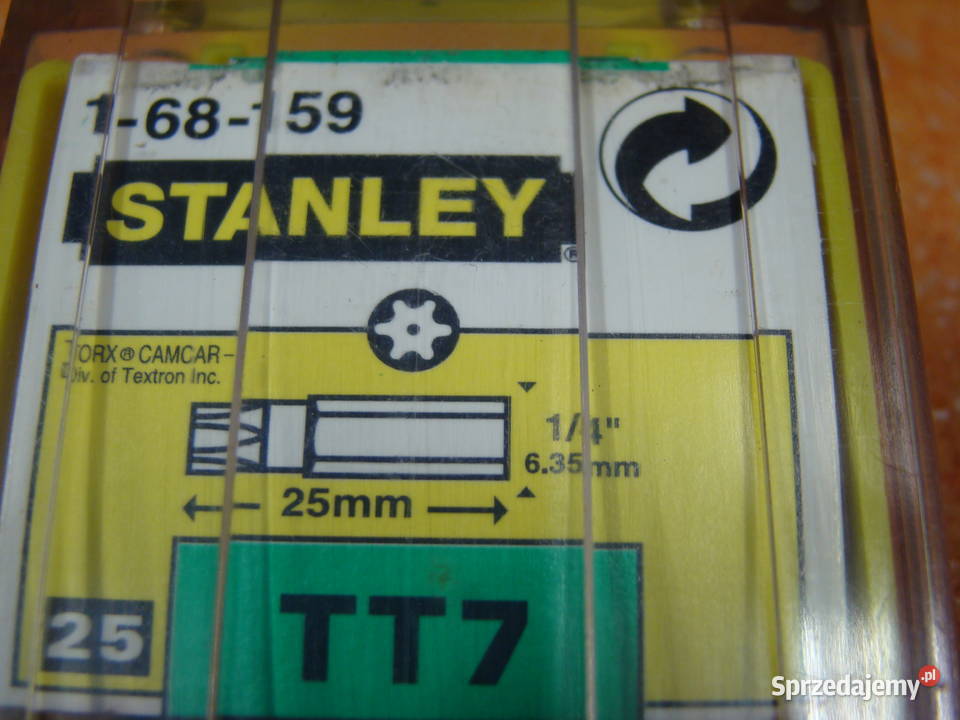 1-68-159
STANLEY®
TORX® CAMCAR-
Div. of Textron Inc.
1/4"
6.35mm
25mm
25
TT7
Sprzedajemy.pl